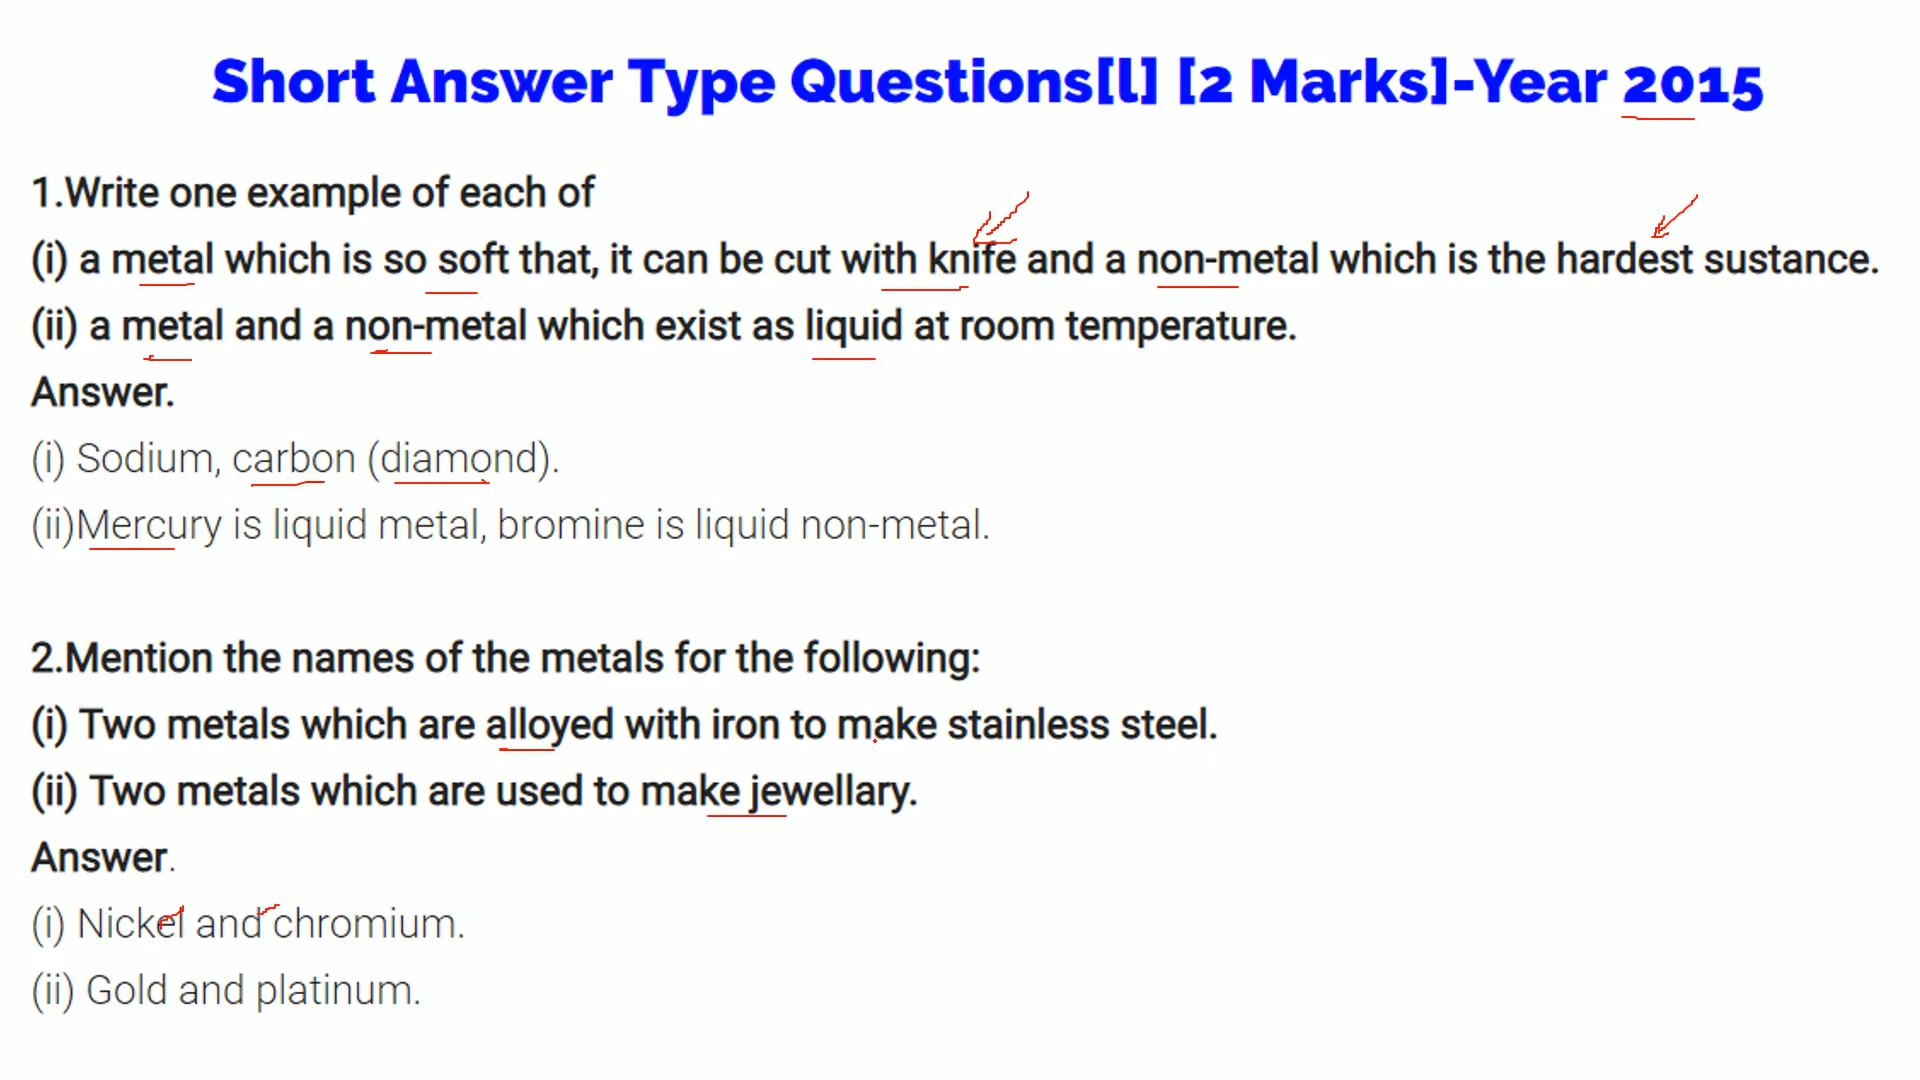 Short Answer Type Questions[l] [2 Marks]-Year 2015
1.Write one example of each of
(i) a metal which is so soft that, it can be cut with knife and a non-metal which is the hardest sustance.
(ii) a metal and a non-metal which exist as liquid at room temperature.
Answer.
(i) Sodium, carbon (diamond).
(ii)Mercury is liquid metal, bromine is liquid non-metal.
2.Mention the names of the metals for the following:
(i) Two metals which are alloyed with iron to make stainless steel.
(ii) Two metals which are used to make jewellary.
Answer.
(i) Nickel and chromium.
(ii) Gold and platinum.